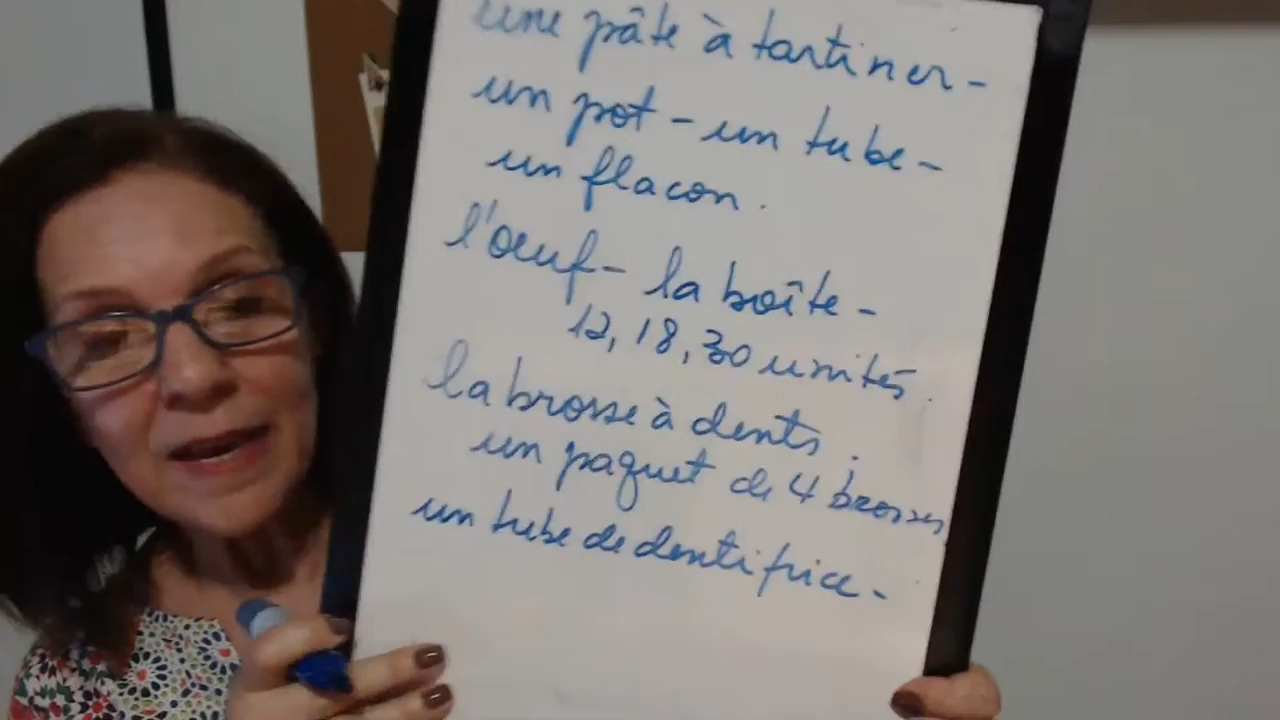 une pâte à tartiner -
un pot - un tube -
un flacon.
l'œuf - la boîte -
12, 18, 30 unités.
la brosse à dents.
un paquet de 4 brosses,
un tube de dentifrice -